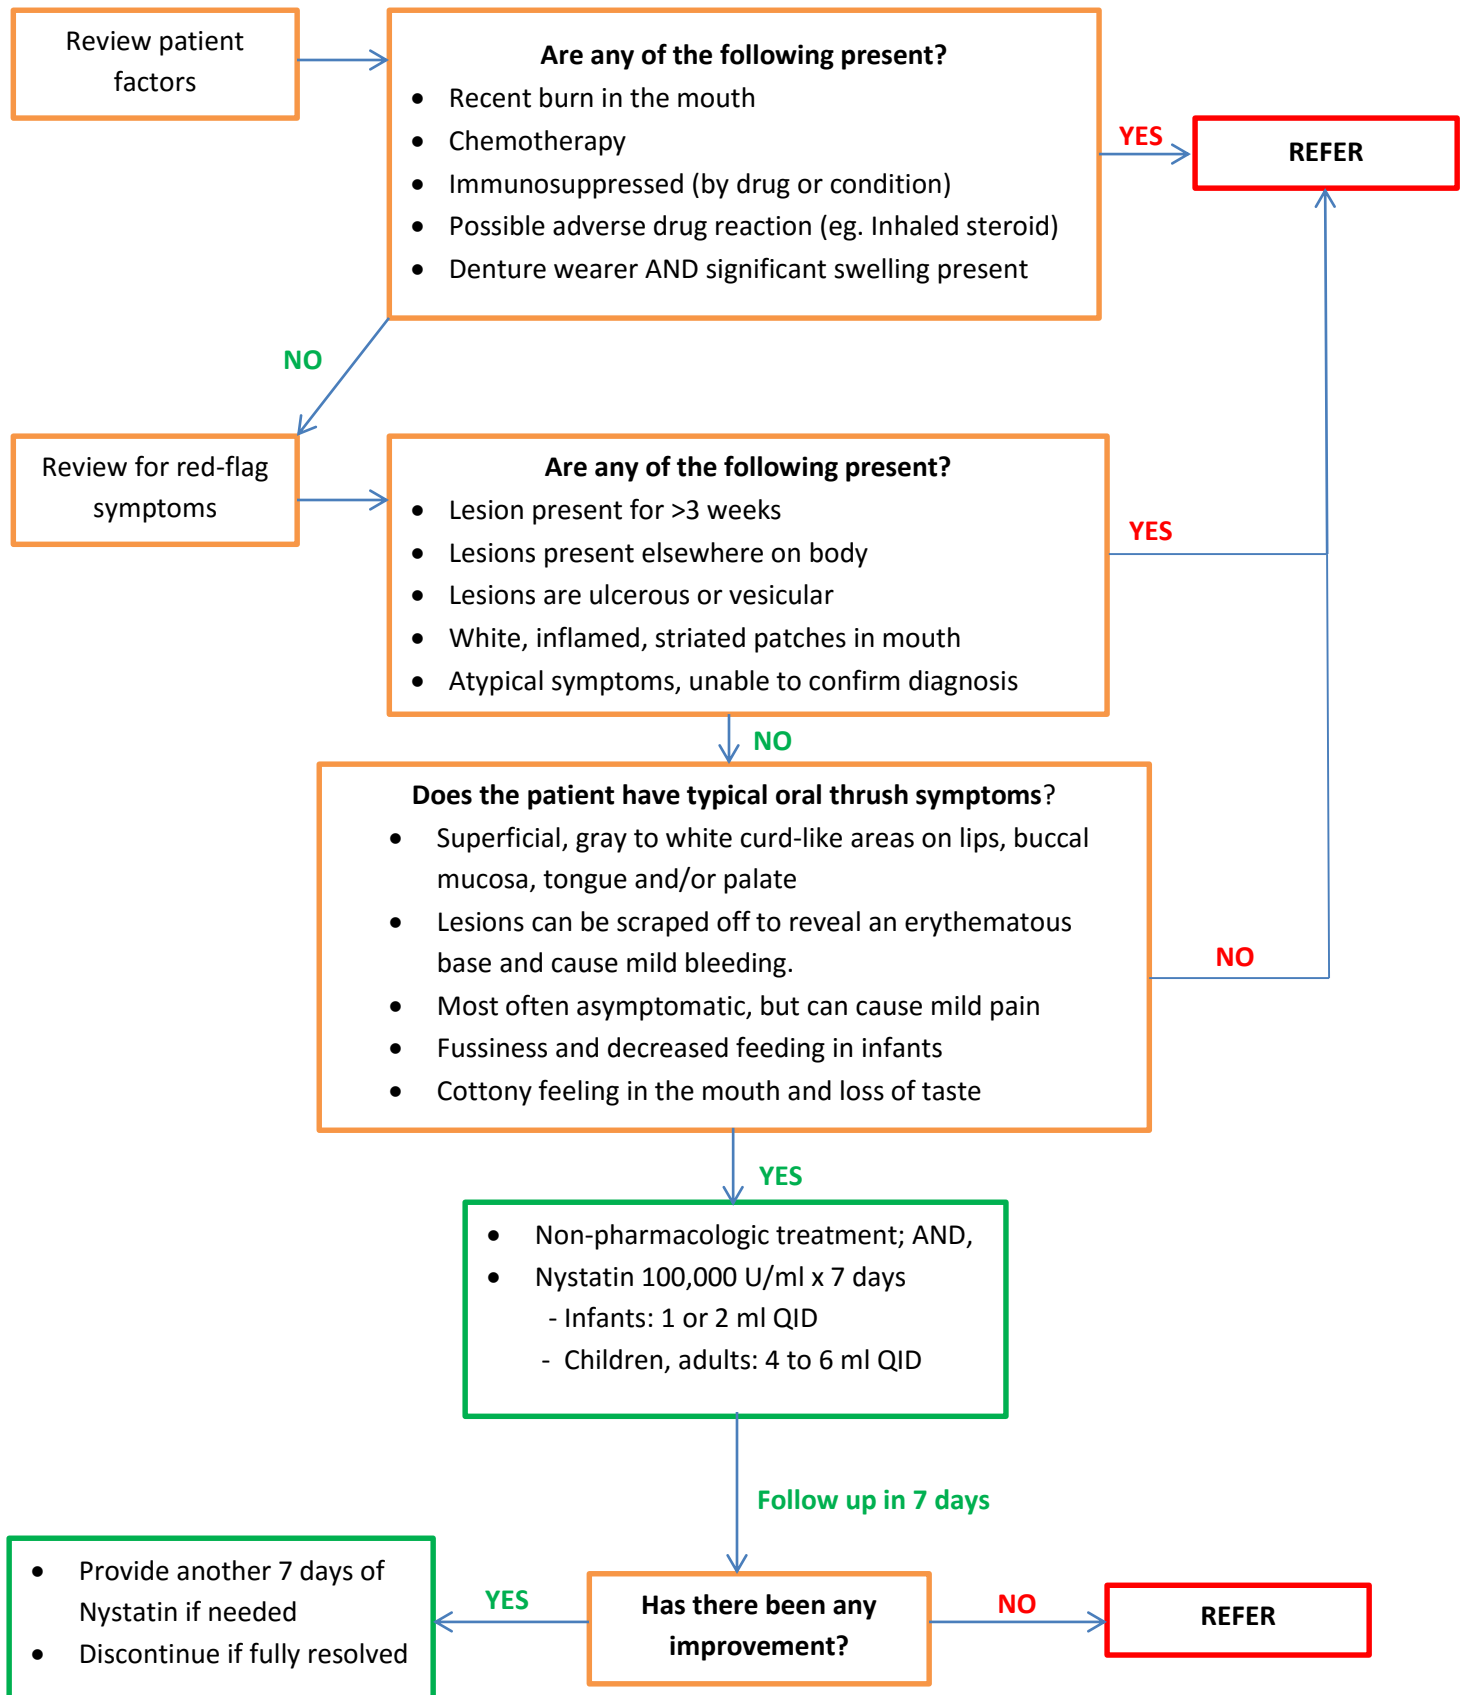 Review patient
factors
Are any of the following present?
• Recent burn in the mouth
• Chemotherapy
• Immunosuppressed (by drug or condition)
• Possible adverse drug reaction (eg. Inhaled steroid)
• Denture wearer AND significant swelling present
YES
REFER
NO
Review for red-flag
symptoms
Are any of the following present?
• Lesion present for >3 weeks
• Lesions present elsewhere on body
• Lesions are ulcerous or vesicular
• White, inflamed, striated patches in mouth
• Atypical symptoms, unable to confirm diagnosis
YES
NO
Does the patient have typical oral thrush symptoms?
• Superficial, gray to white curd-like areas on lips, buccal
mucosa, tongue and/or palate
• Lesions can be scraped off to reveal an erythematous
base and cause mild bleeding.
• Most often asymptomatic, but can cause mild pain
• Fussiness and decreased feeding in infants
• Cottony feeling in the mouth and loss of taste
NO
YES
• Non-pharmacologic treatment; AND,
• Nystatin 100,000 U/ml x 7 days
- Infants: 1 or 2 ml QID
- Children, adults: 4 to 6 ml QID
Follow up in 7 days
Has there been any
improvement?
YES
• Provide another 7 days of
Nystatin if needed
• Discontinue if fully resolved
NO
REFER